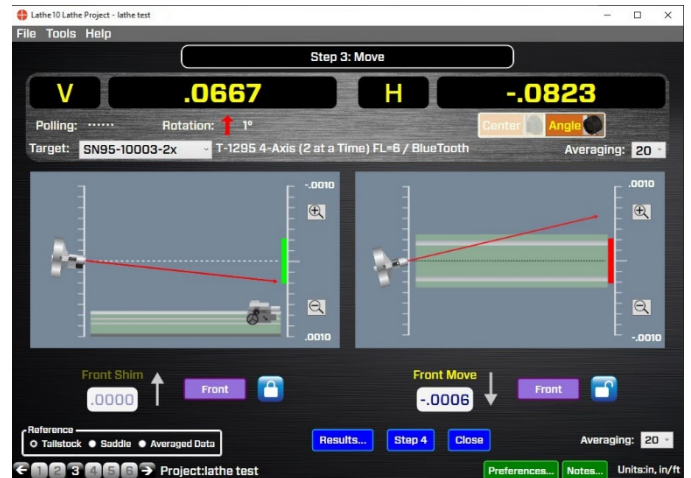 Lathe10 Lathe Project - lathe test
File Tools Help
Step 3: Move
V .0667 H -.0823
Polling: ...... Rotation: 1° Center Angle
Target: SN95-10003-2x T-1295 4-Axis (2 at a Time) FL=6 / BlueTooth Averaging: 20
-.0010 .0010
.0010 -.0010
Front Shim Front Move
.0000 Front -.0006 Front
Reference
Tailstock Saddle Averaged Data Results... Step 4 Close Averaging: 20
1 2 3 4 5 6 Project:lathe test Preferences... Notes... Units:in, in/ft